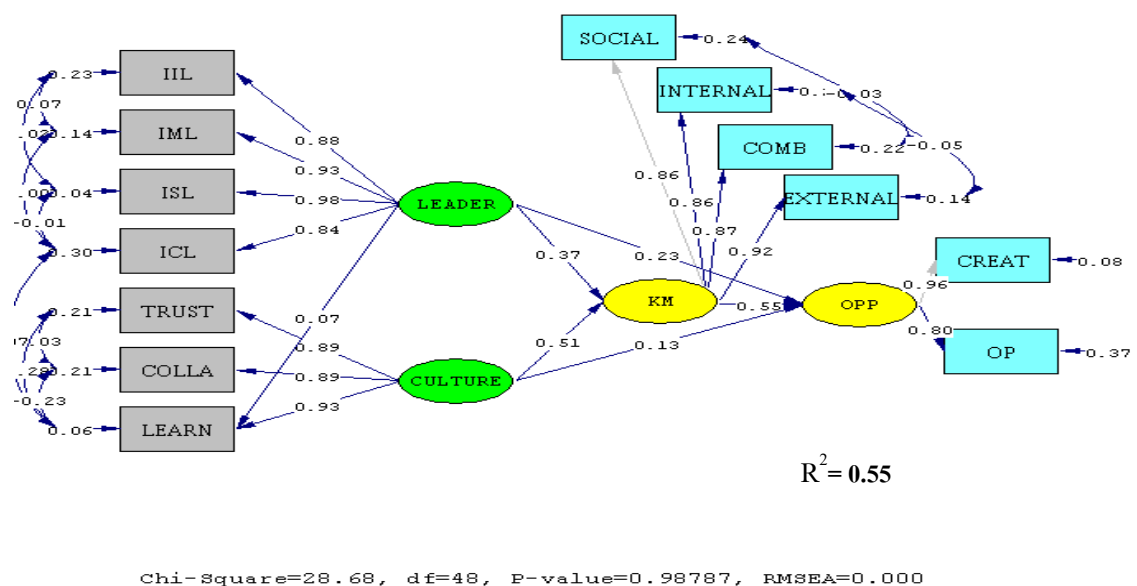 SOCIAL 0.24
IIL 0.23
INTERNAL -0.03
0.07
IML 0.14
0.88
COMB 0.22 -0.05
0.93
ISL 0.04
0.98
0.86
EXTERNAL 0.14
LEADER
0.86
-0.01
0.84
0.87
ICL 0.30
0.37
0.23
0.92
CREAT 0.08
0.96
TRUST 0.21
KM
0.55
OPP
0.07
0.89
0.51
0.13
0.80
COLLA 0.21
OP 0.37
0.89
CULTURE
-0.23
0.93
LEARN 0.06
R² = 0.55
Chi-Square=28.68, df=48, P-value=0.98787, RMSEA=0.000